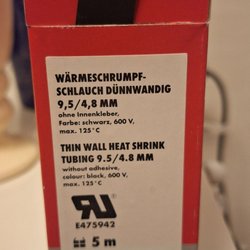 WÄRMESCHRUMPF-
SCHLAUCH DÜNNWANDIG
9,5/4,8 MM
ohne Innenkleber,
Farbe: schwarz, 600 V,
max. 125°C
THIN WALL HEAT SHRINK
TUBING 9.5/4.8 MM
without adhesive,
colour: black, 600 V,
max. 125°C
RU
E475942
5 m